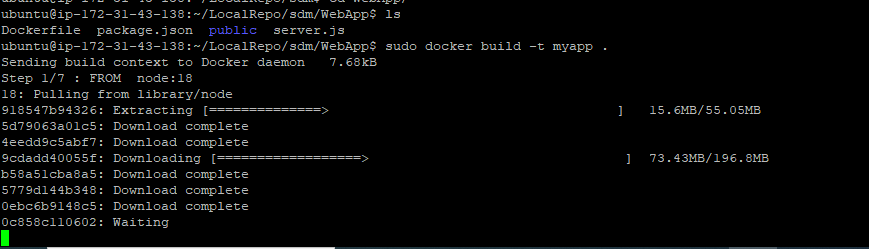 ubuntu@ip-172-31-43-138:~/LocalRepo/sdm/WebApp$ ls
Dockerfile package.json public server.js
ubuntu@ip-172-31-43-138:~/LocalRepo/sdm/WebApp$ sudo docker build -t myapp .
Sending build context to Docker daemon 7.68kB
Step 1/7 : FROM node:18
18: Pulling from library/node
918547b94326: Extracting [==============> ] 15.6MB/55.05MB
5d79063a01c5: Download complete
4eedd9c5abf7: Download complete
9cdadd40055f: Downloading [==================> ] 73.43MB/196.8MB
b58a51cba8a5: Download complete
5779d144b348: Download complete
0ebc6b9148c5: Download complete
0c858c110602: Waiting